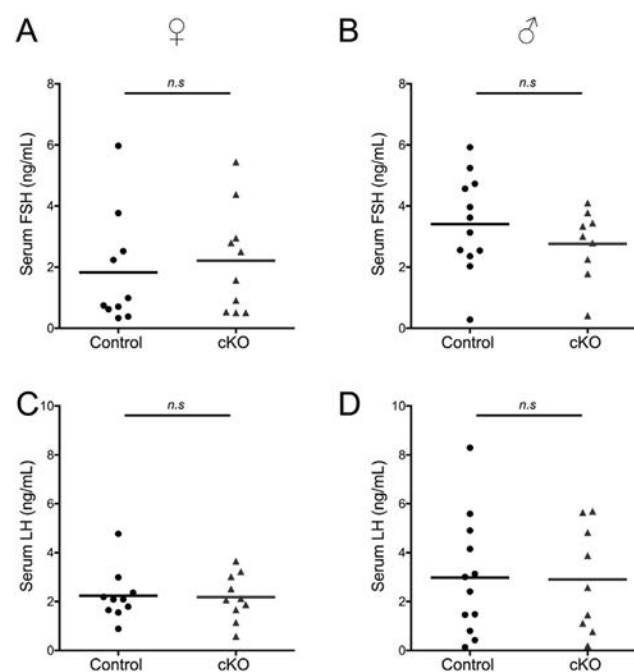 A
♀
B
♂
n.s
n.s
Serum FSH (ng/mL)
8
6
4
2
0
Control
cKO
Serum FSH (ng/mL)
8
6
4
2
0
Control
cKO
C
D
n.s
n.s
Serum LH (ng/mL)
10
8
6
4
2
0
Control
cKO
Serum LH (ng/mL)
10
8
6
4
2
0
Control
cKO